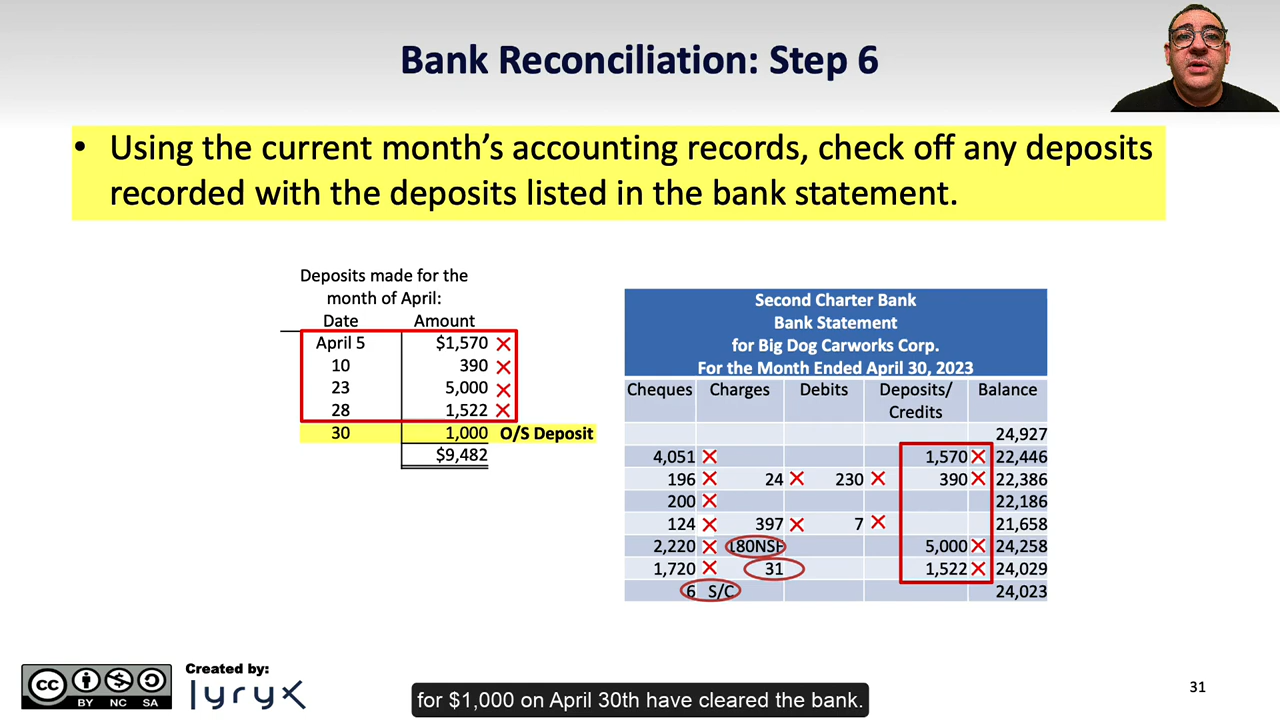 Bank Reconciliation: Step 6
• Using the current month's accounting records, check off any deposits
recorded with the deposits listed in the bank statement.
Deposits made for the
month of April:
Date Amount
April 5 $1,570
10 390
23 5,000
28 1,522
30 1,000 O/S Deposit
$9,482
Second Charter Bank
Bank Statement
for Big Dog Carworks Corp.
For the Month Ended April 30, 2023
Cheques Charges Debits Deposits/ Balance
Credits
24,927
4,051 1,570 22,446
196 24 230 390 22,386
200 22,186
124 397 7 21,658
2,220 180NSF 5,000 24,258
1,720 31 1,522 24,029
6 S/C 24,023
cc BY NC SA
Created by:
lyryx
for $1,000 on April 30th have cleared the bank.
31